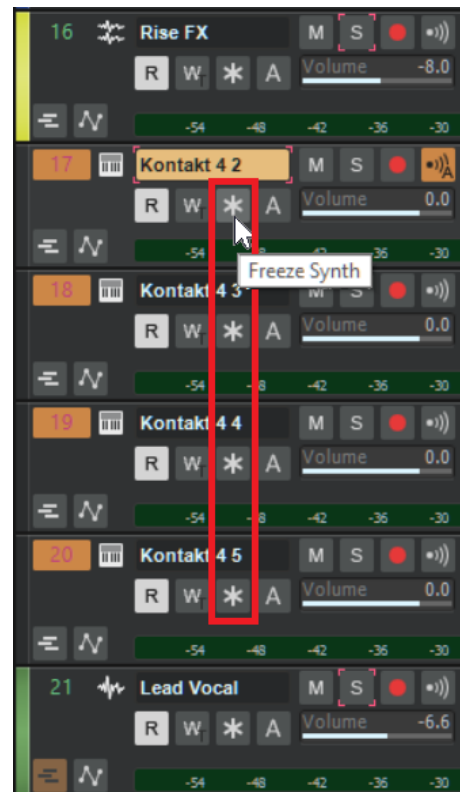 16 Rise FX M S
R W T A Volume -8.0
-54 -48 -42 -36 -30
17 Kontakt 4 2 M S A
R W T A Volume 0.0
-54 -42 -36 -30
Freeze Synth
18 Kontakt 4 3 M S
R W T A Volume 0.0
-54 -48 -42 -36 -30
19 Kontakt 4 4 M S
R W T A Volume 0.0
-54 -48 -42 -36 -30
20 Kontakt 4 5 M S
R W T A Volume 0.0
-54 -48 -42 -36 -30
21 Lead Vocal M S
R W T A Volume -6.6
-54 -48 -42 -36 -30